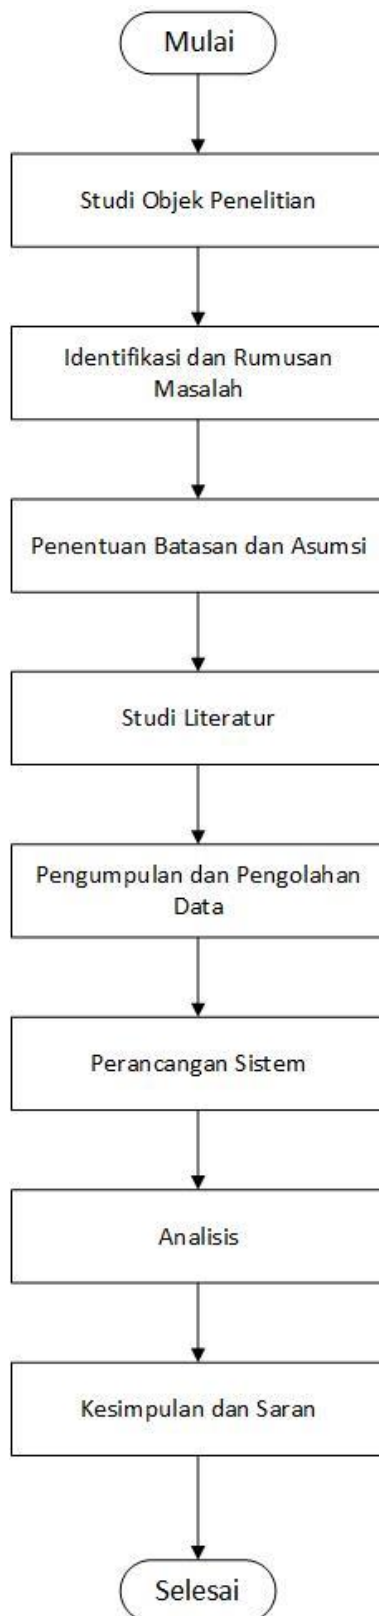 Mulai
Studi Objek Penelitian
Identifikasi dan Rumusan
Masalah
Penentuan Batasan dan Asumsi
Studi Literatur
Pengumpulan dan Pengolahan
Data
Perancangan Sistem
Analisis
Kesimpulan dan Saran
Selesai